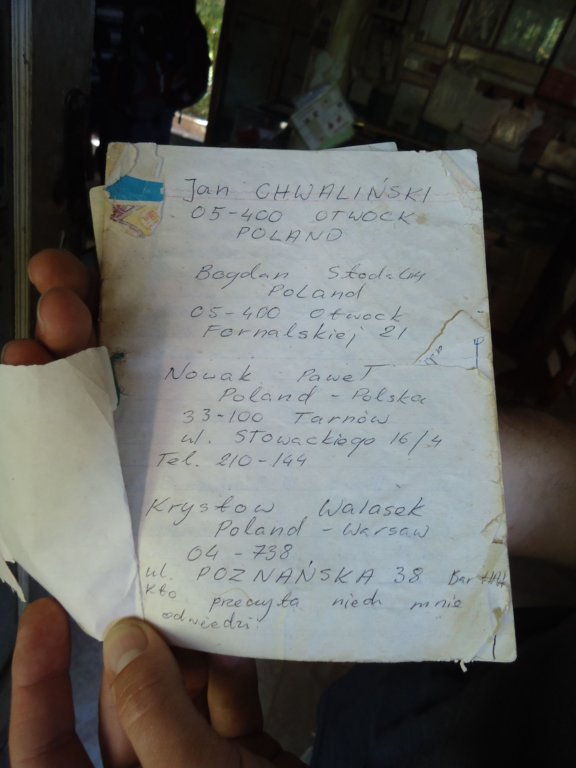 Jan CHWALIŃSKI
05-400 OTWOCK
POLAND
Bogdan
Poland
05-400 Otwock
Fornalskiej 21
Nowak Paweł
Poland - Polska
33-100 Tarnów
ul. Słowackiego 16/4
Tel. 210-144
Krystow Walasek
Poland - Warsaw
04-738
ul. POZNAŃSKA 38
Kto przeczyta niech mnie
odwiedzi.